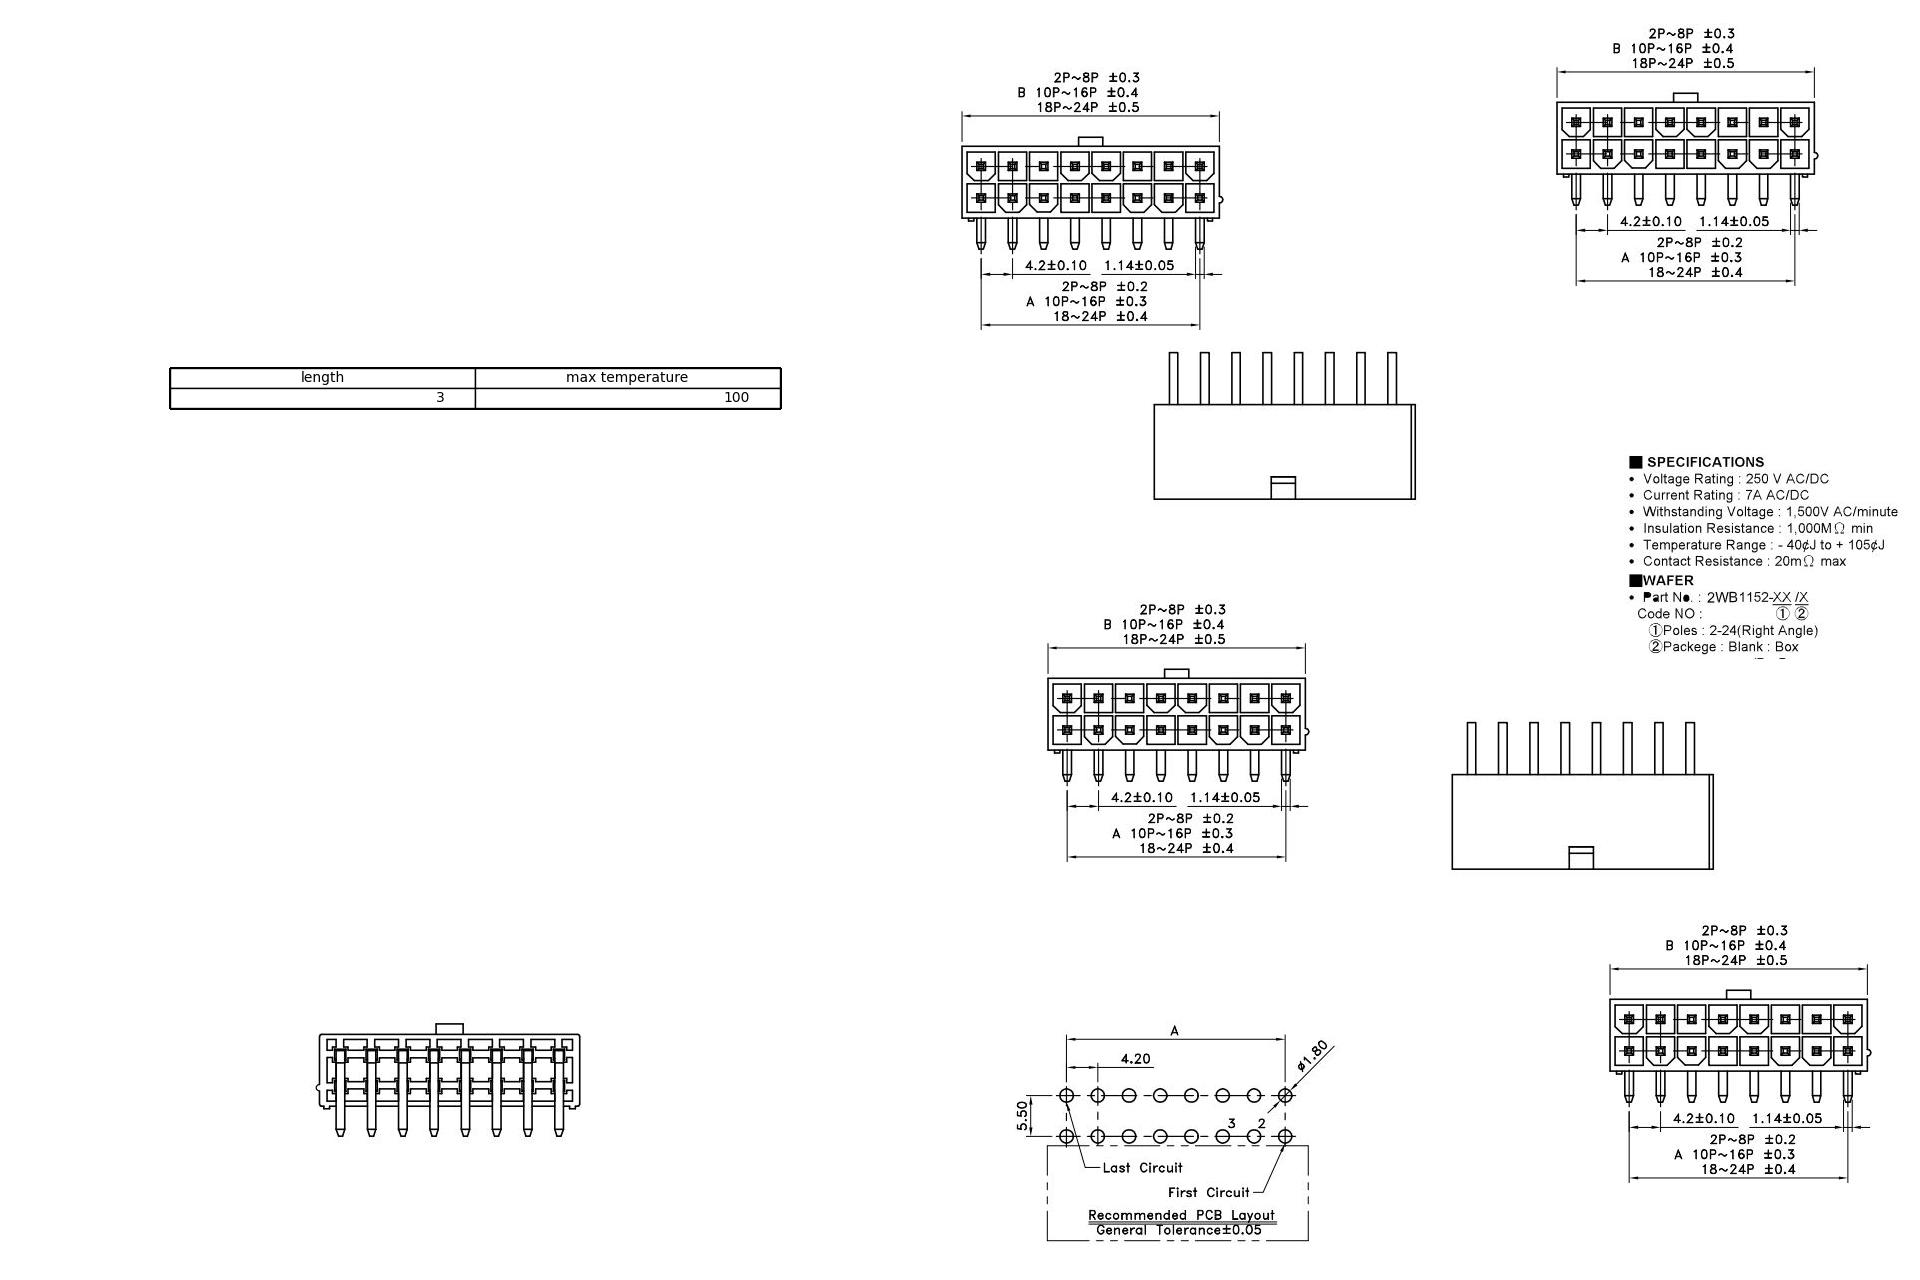 2P~8P ±0.3
B 10P~16P ±0.4
18P~24P ±0.5
4.2±0.10 1.14±0.05
2P~8P ±0.2
A 10P~16P ±0.3
18~24P ±0.4
2P~8P ±0.3
B 10P~16P ±0.4
18P~24P ±0.5
4.2±0.10 1.14±0.05
2P~8P ±0.2
A 10P~16P ±0.3
18~24P ±0.4
length max temperature
3 100
■ SPECIFICATIONS
• Voltage Rating : 250 V AC/DC
• Current Rating : 7A AC/DC
• Withstanding Voltage : 1,500V AC/minute
• Insulation Resistance : 1,000MΩ min
• Temperature Range : - 40¢J to + 105¢J
• Contact Resistance : 20mΩ max
■WAFER
• Part No. : 2WB1152-XX /X
Code NO : ① ②
①Poles : 2-24(Right Angle)
②Packege : Blank : Box
2P~8P ±0.3
B 10P~16P ±0.4
18P~24P ±0.5
4.2±0.10 1.14±0.05
2P~8P ±0.2
A 10P~16P ±0.3
18~24P ±0.4
2P~8P ±0.3
B 10P~16P ±0.4
18P~24P ±0.5
4.2±0.10 1.14±0.05
2P~8P ±0.2
A 10P~16P ±0.3
18~24P ±0.4
A
4.20
ø1.80
5.50
3 2
Last Circuit
First Circuit
Recommended PCB Layout
General Tolerance±0.05